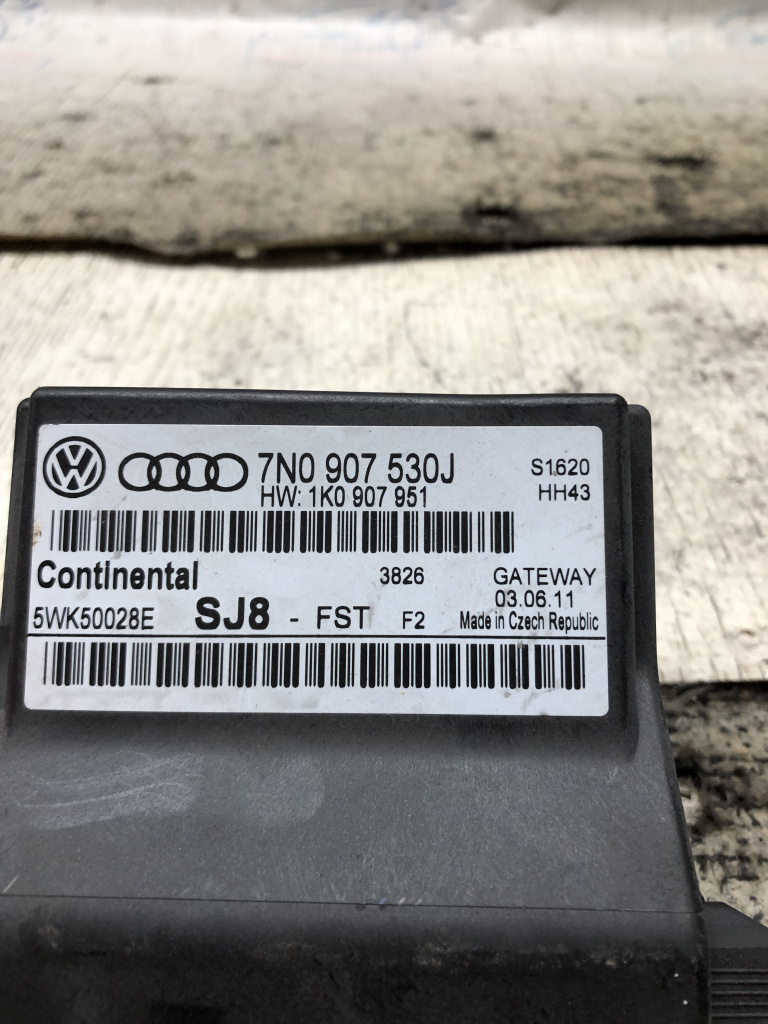 7N0 907 530J S1620
HW: 1K0 907 951 HH43
Continental 3826 GATEWAY
03.06.11
5WK50028E SJ8 - FST F2 Made in Czech Republic